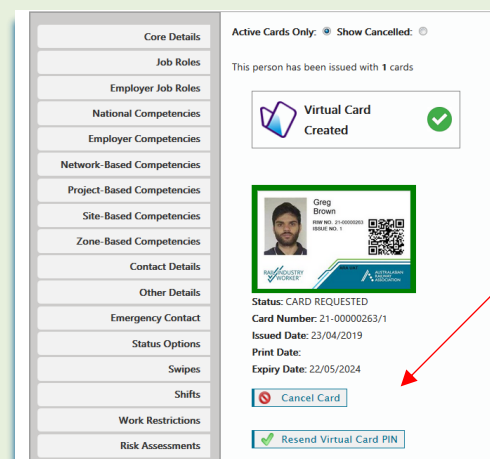 Core Details
Job Roles
Employer Job Roles
National Competencies
Employer Competencies
Network-Based Competencies
Project-Based Competencies
Site-Based Competencies
Zone-Based Competencies
Contact Details
Other Details
Emergency Contact
Status Options
Swipes
Shifts
Work Restrictions
Risk Assessments
Active Cards Only: Show Cancelled:
This person has been issued with 1 cards
Virtual Card
Created
Greg
Brown
RIW NO. 21-00000263
ISSUE NO. 1
RAIL INDUSTRY
WORKER
AUSTRALASIAN
RAILWAY
ASSOCIATION
Status: CARD REQUESTED
Card Number: 21-00000263/1
Issued Date: 23/04/2019
Print Date:
Expiry Date: 22/05/2024
Cancel Card
Resend Virtual Card PIN